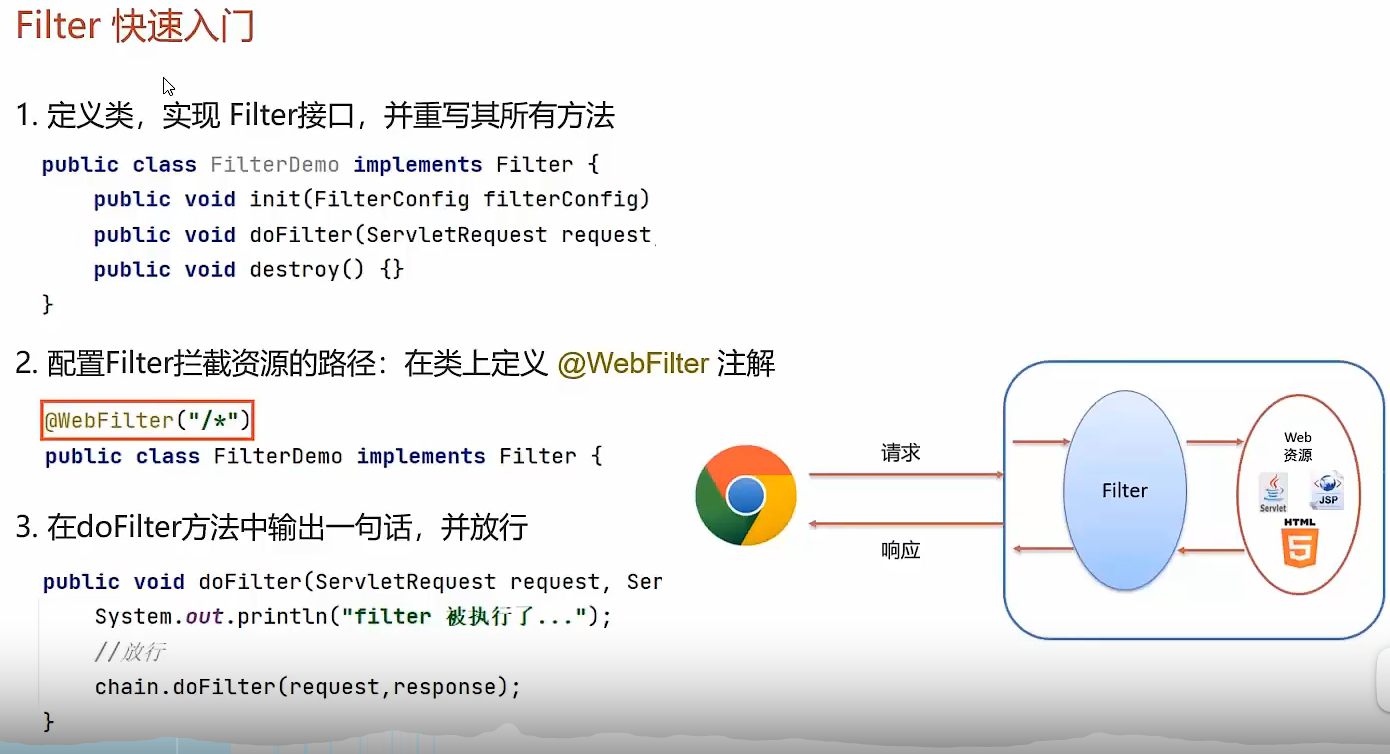 Filter 快速入门
1. 定义类，实现 Filter接口，并重写其所有方法
public class FilterDemo implements Filter {
public void init(FilterConfig filterConfig)
public void doFilter(ServletRequest request,
public void destroy() {}
}
2. 配置Filter拦截资源的路径：在类上定义 @WebFilter 注解
@WebFilter("/*")
public class FilterDemo implements Filter {
3. 在doFilter方法中输出一句话，并放行
public void doFilter(ServletRequest request, Ser
System.out.println("filter 被执行了...");
//放行
chain.doFilter(request,response);
}
请求
响应
Filter
Web
资源
Servlet
JSP
HTML
5